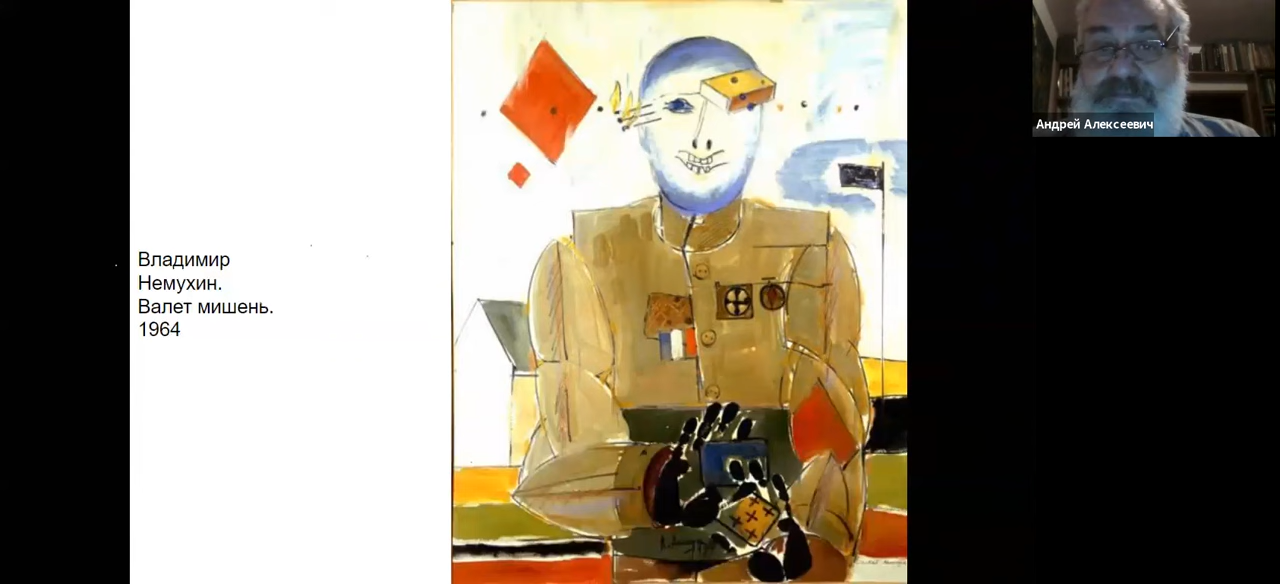 Владимир
Немухин.
Валет мишень.
1964
Андрей Алексеевич